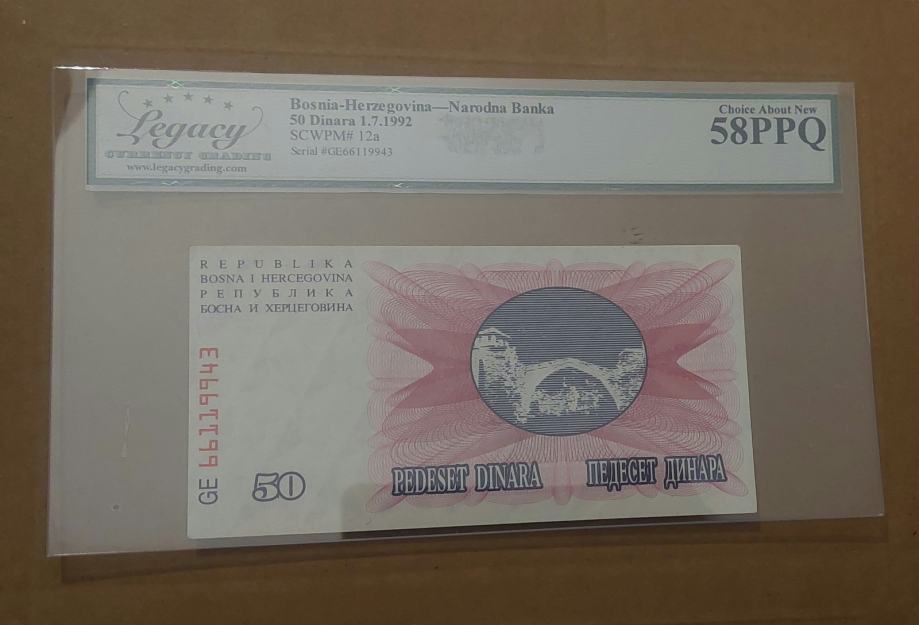 Legacy
CURRENCY GRADING
www.legacygrading.com
Bosnia-Herzegovina—Narodna Banka
50 Dinara 1.7.1992
SCWPM# 12a
Serial #GE66119943
Choice About New
58PPQ
REPUBLIKA
BOSNA I HERCEGOVINA
РЕПУБЛИКА
БОСНА И ХЕРЦЕГОВИНА
GE 66119943
50
PEDESET DINARA
ПЕДЕСЕТ ДИНАРА